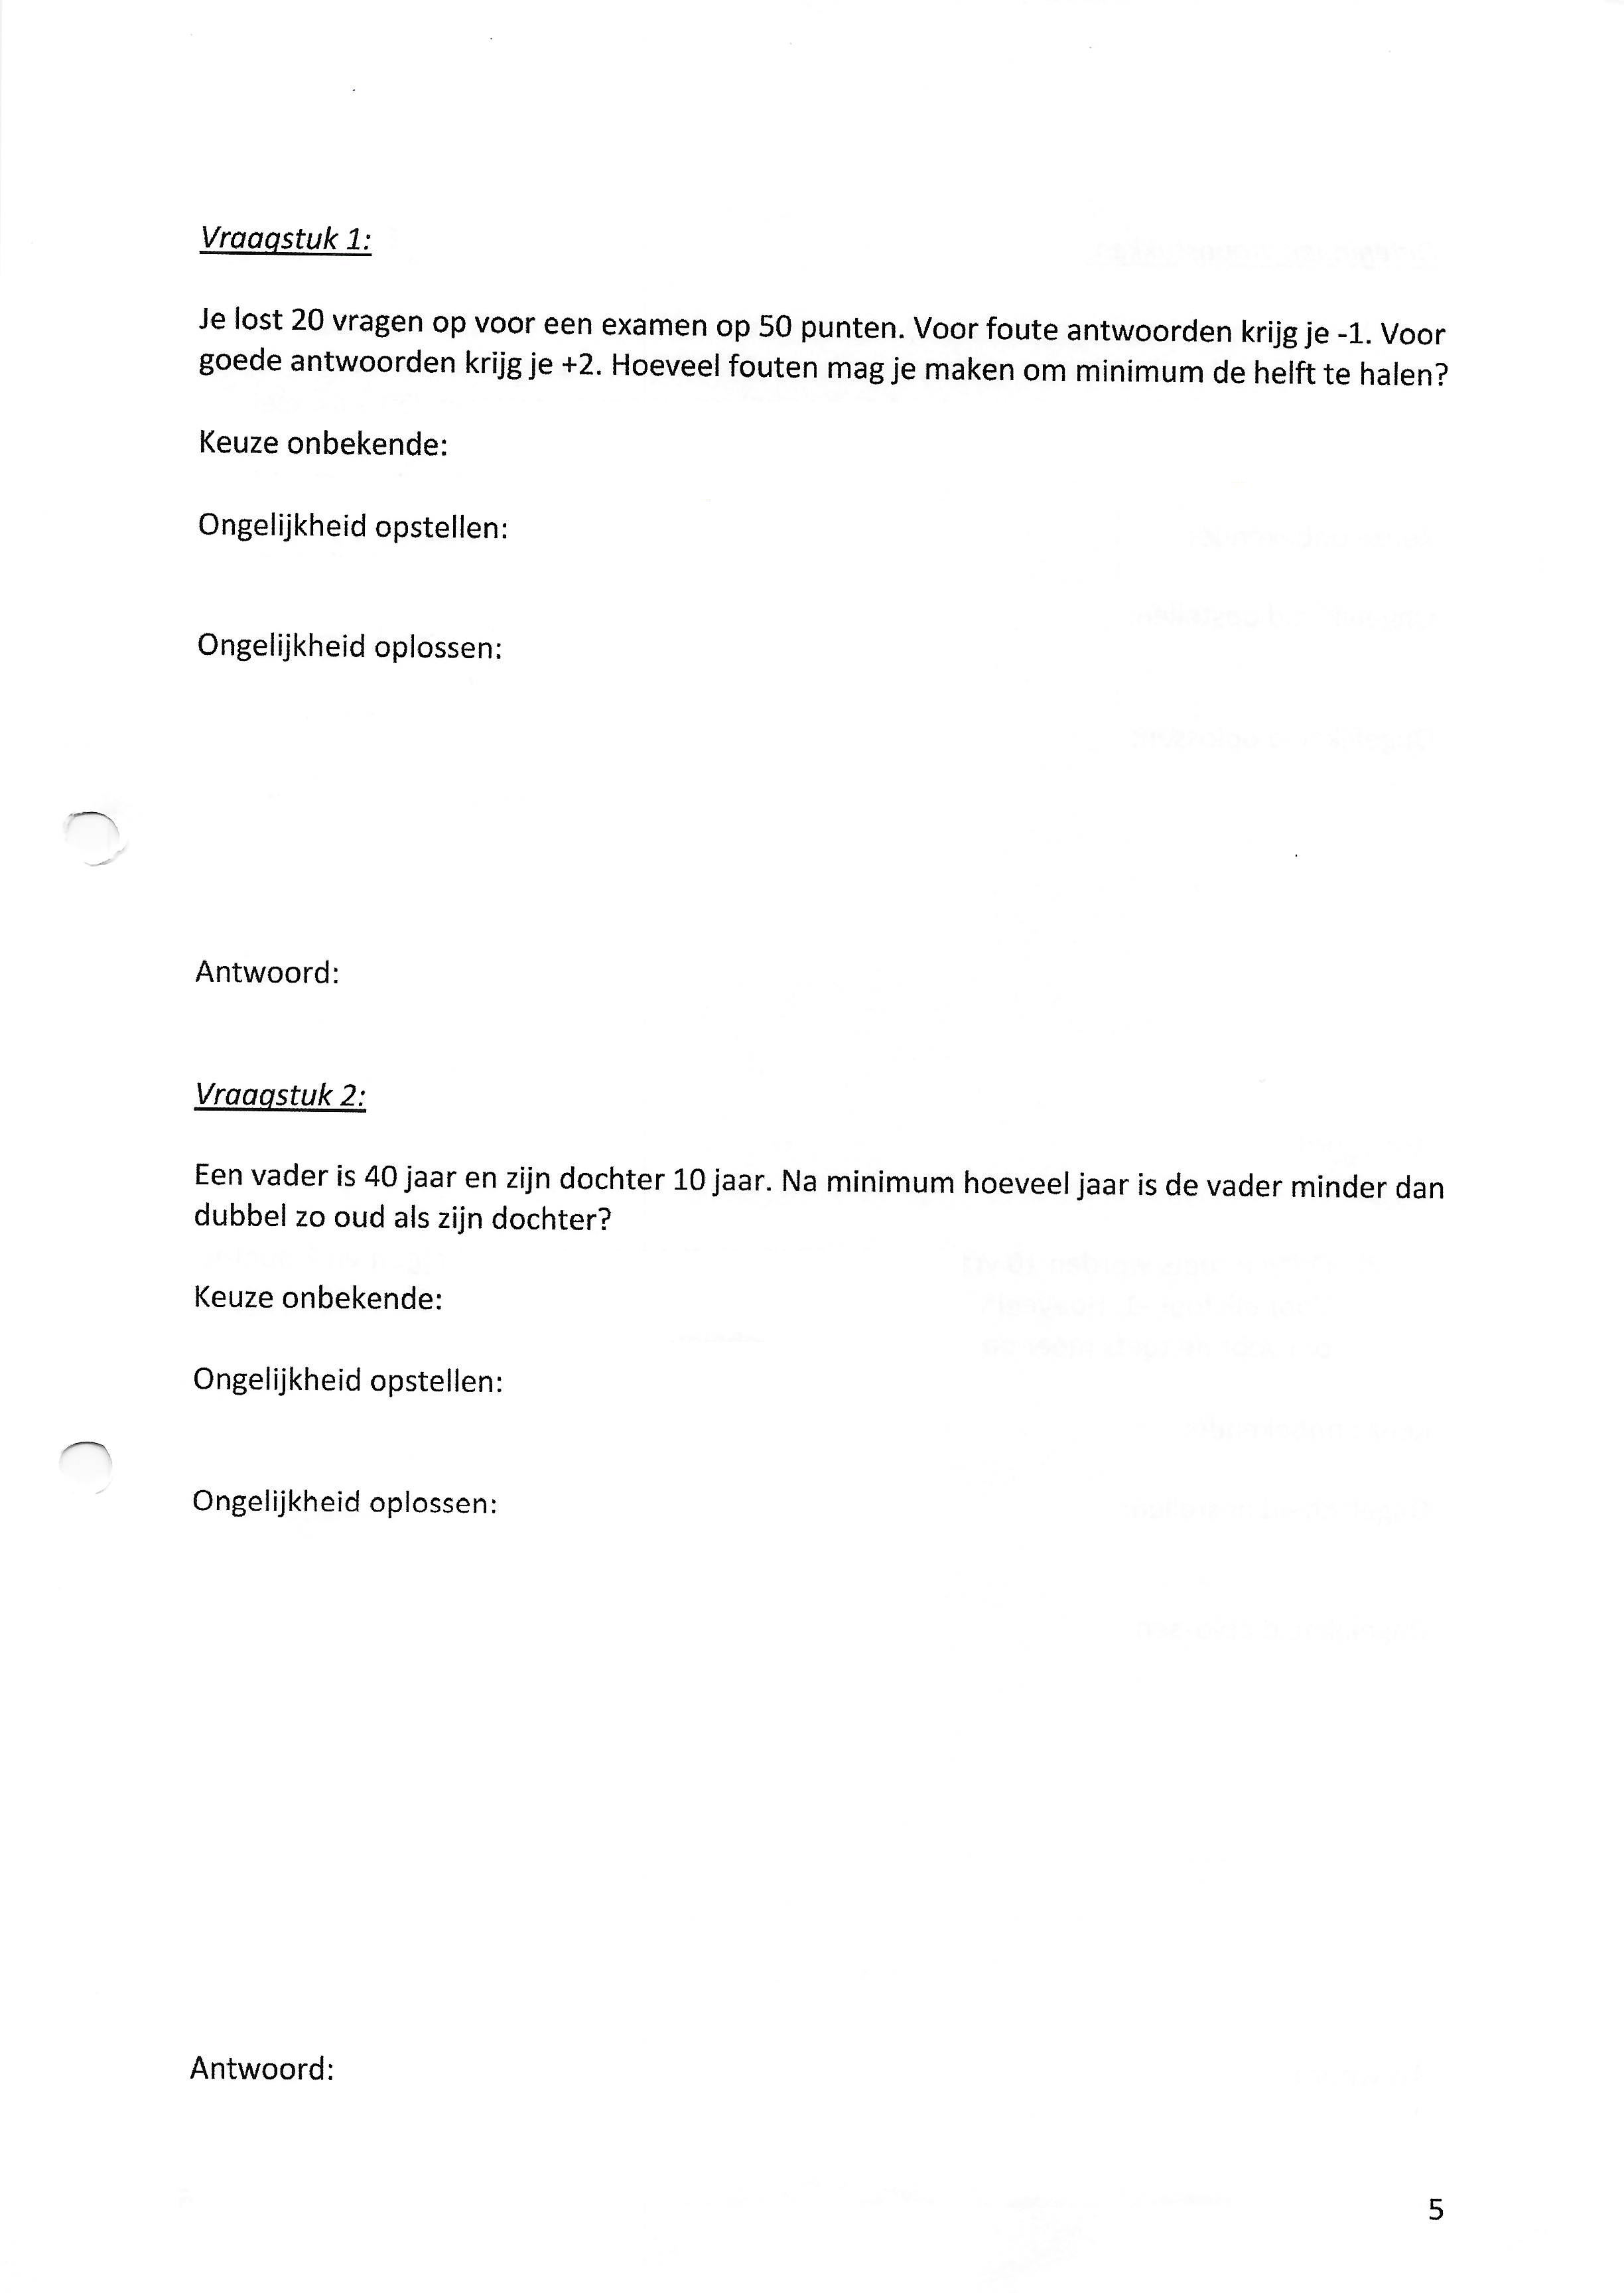 Vraagstuk 1:
Je lost 20 vragen op voor een examen op 50 punten. Voor foute antwoorden krijg je -1. Voor
goede antwoorden krijg je +2. Hoeveel fouten mag je maken om minimum de helft te halen?
Keuze onbekende:
Ongelijkheid opstellen:
Ongelijkheid oplossen:
Antwoord:
Vraagstuk 2:
Een vader is 40 jaar en zijn dochter 10 jaar. Na minimum hoeveel jaar is de vader minder dan
dubbel zo oud als zijn dochter?
Keuze onbekende:
Ongelijkheid opstellen:
Ongelijkheid oplossen:
Antwoord:
5